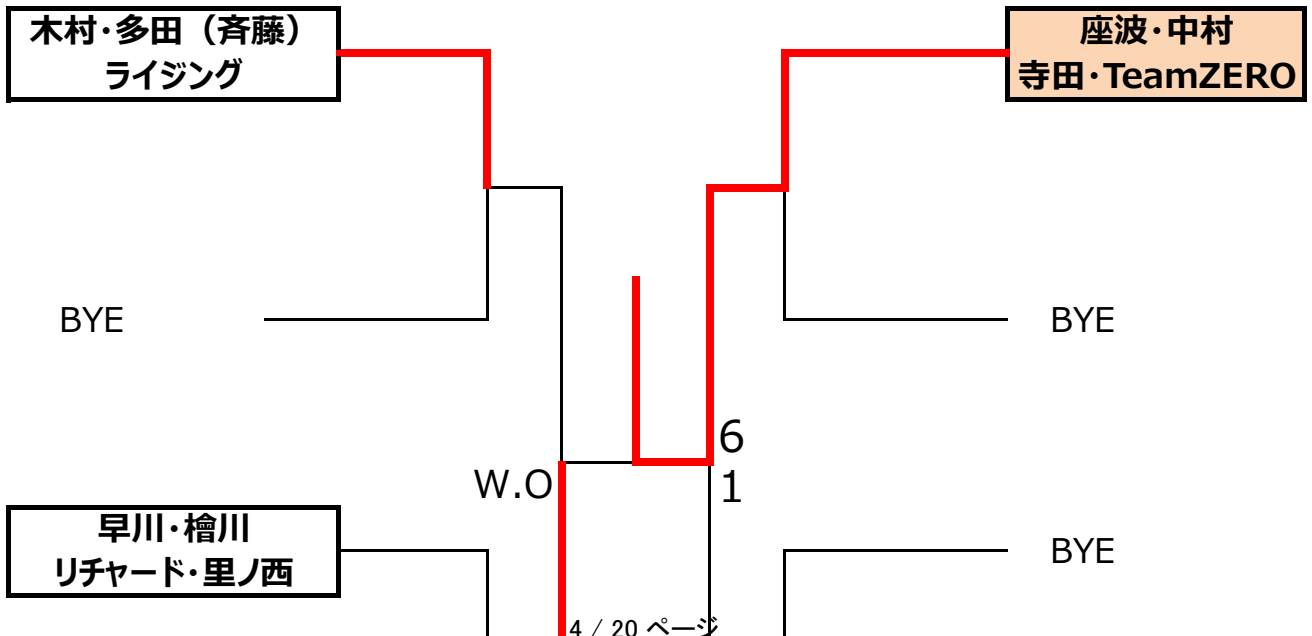 木村・多田（斉藤）
ライジング
座波・中村
寺田・TeamZERO
BYE
BYE
6
W.O
1
早川・檜川
リチャード・里ノ西
BYE
4 / 20 ページ